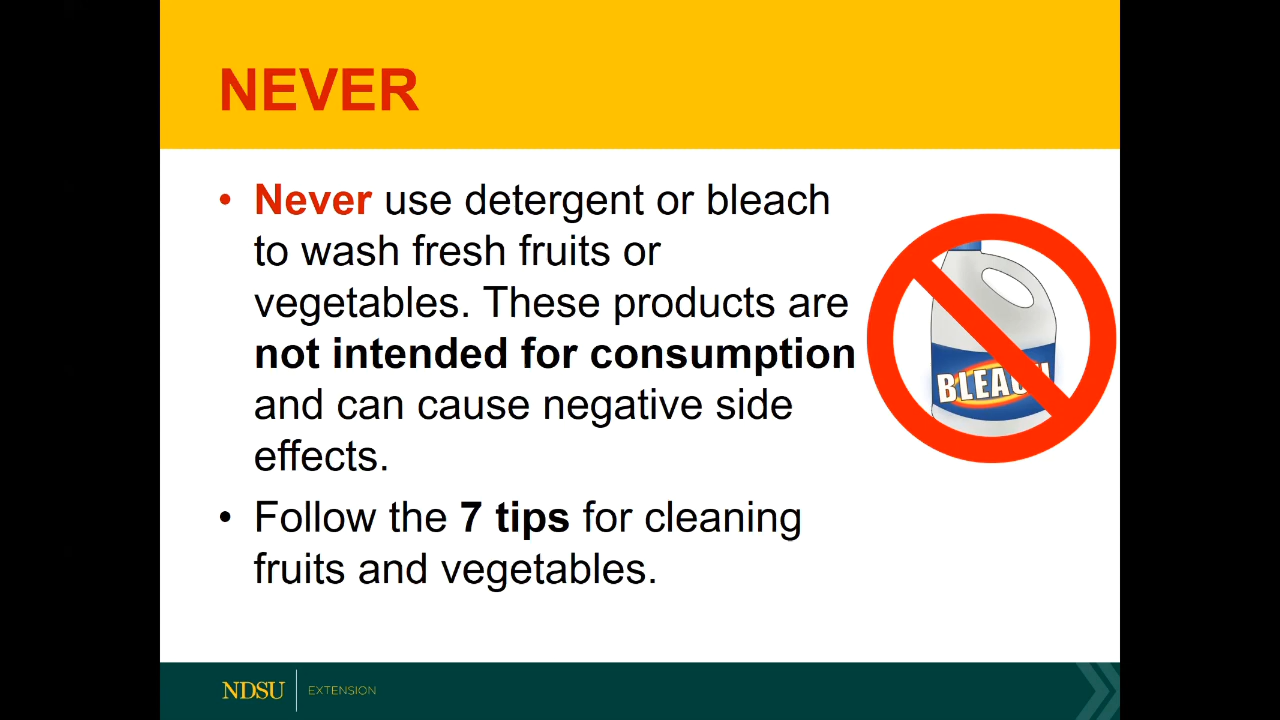 NEVER
• Never use detergent or bleach
to wash fresh fruits or
vegetables. These products are
not intended for consumption
and can cause negative side
effects.
• Follow the 7 tips for cleaning
fruits and vegetables.
BLEACH
NDSU EXTENSION